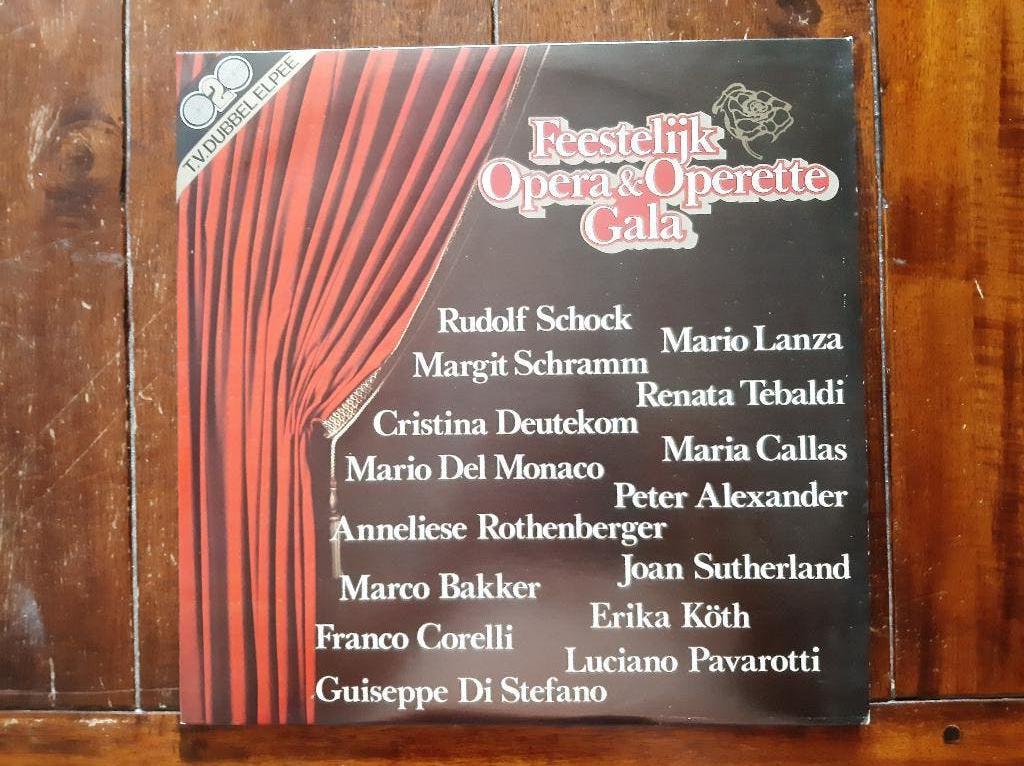 2
T.V. DUBBEL ELPEE
Feestelijk
Opera & Operette
Gala
Rudolf Schock
Mario Lanza
Margit Schramm
Renata Tebaldi
Cristina Deutekom
Maria Callas
Mario Del Monaco
Peter Alexander
Anneliese Rothenberger
Joan Sutherland
Marco Bakker
Erika Köth
Franco Corelli
Luciano Pavarotti
Guiseppe Di Stefano